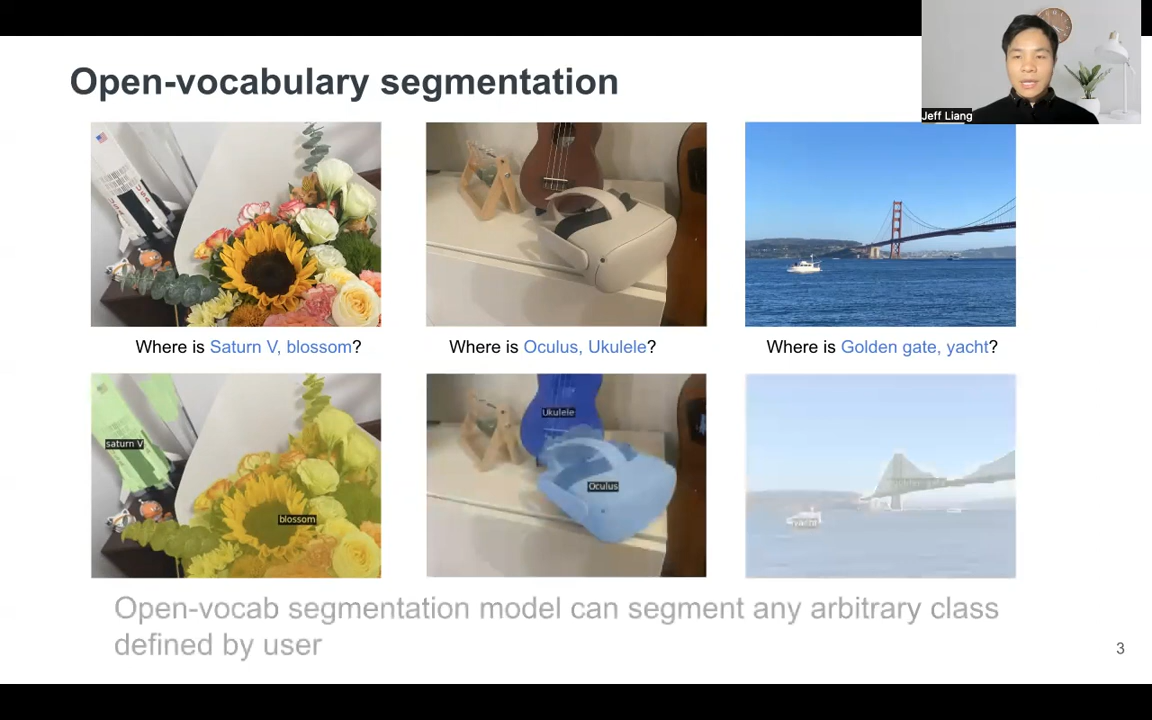 Open-vocabulary segmentation
Jeff Liang
Where is Saturn V, blossom?
Where is Oculus, Ukulele?
Where is Golden gate, yacht?
saturn V
blossom
Ukulele
Oculus
Open-vocab segmentation model can segment any arbitrary class
defined by user
3